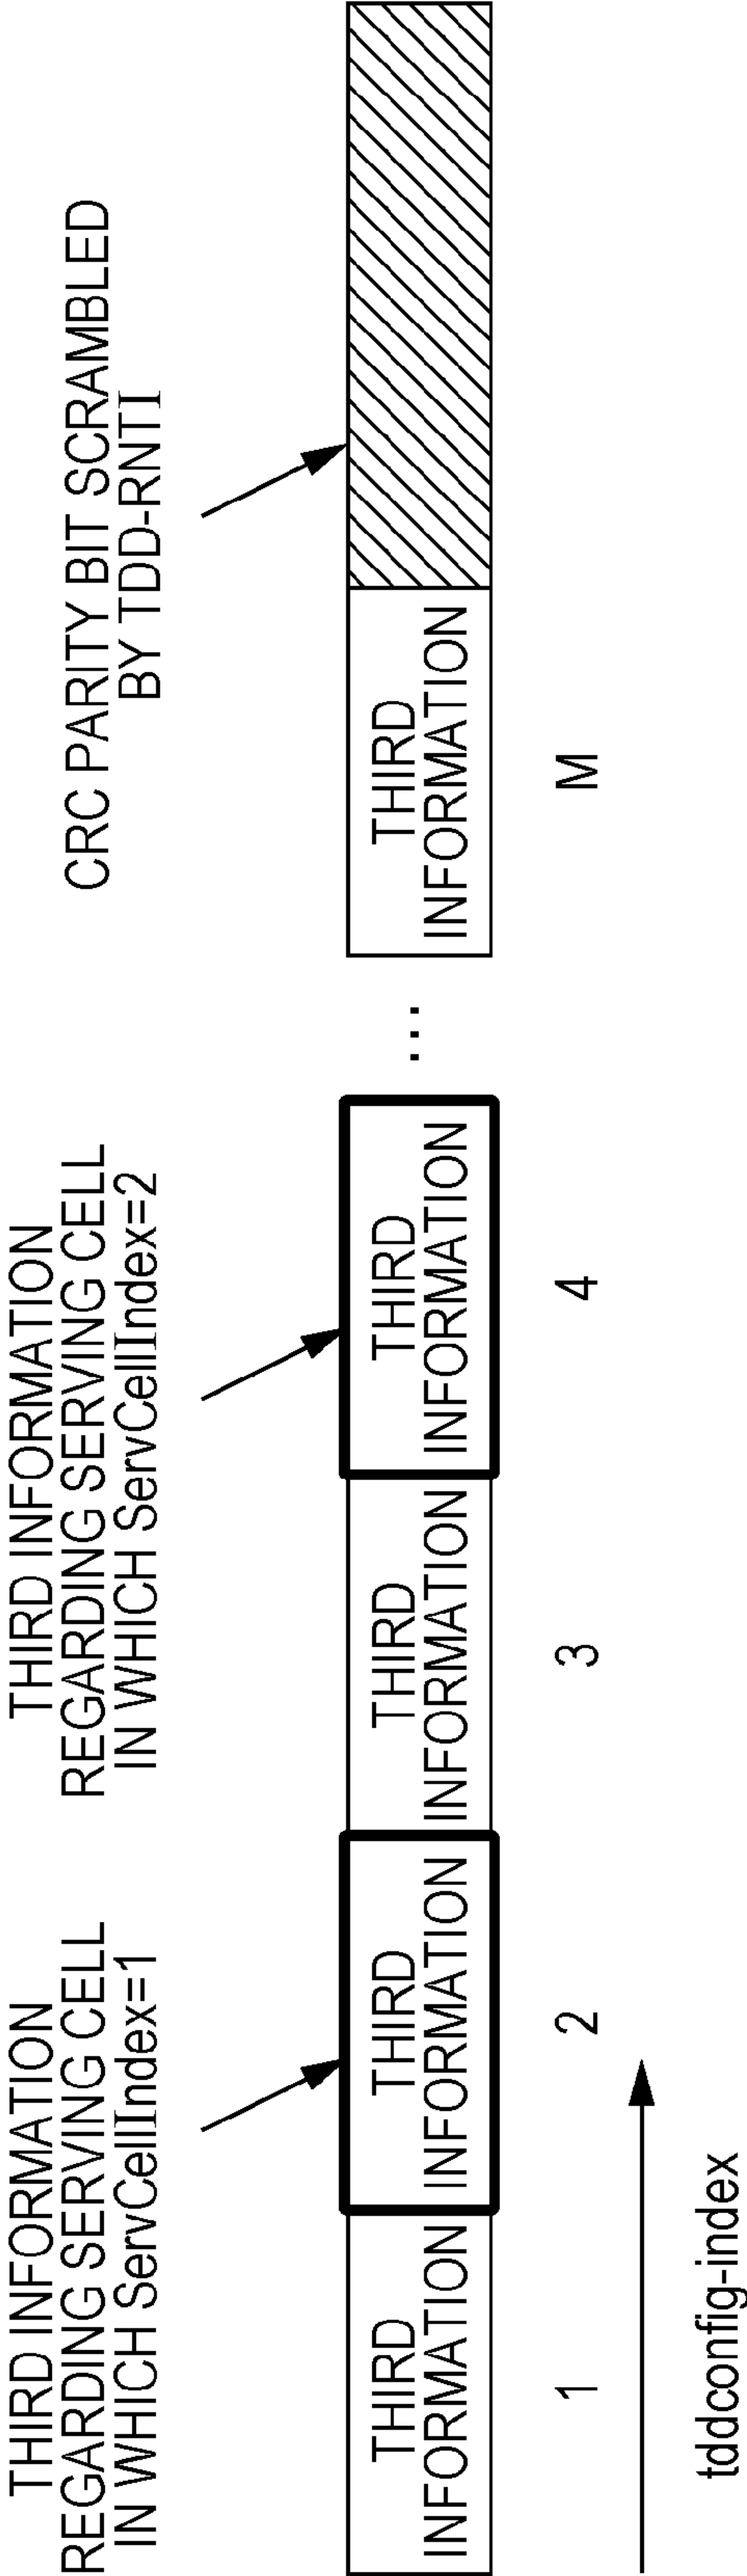 THIRD INFORMATION
REGARDING SERVING CELL
IN WHICH ServCellIndex=1
THIRD INFORMATION
REGARDING SERVING CELL
IN WHICH ServCellIndex=2
CRC PARITY BIT SCRAMBLED
BY TDD-RNTI
THIRD
INFORMATION
THIRD
INFORMATION
THIRD
INFORMATION
THIRD
INFORMATION
...
THIRD
INFORMATION
1
2
3
4
M
tddconfig-index